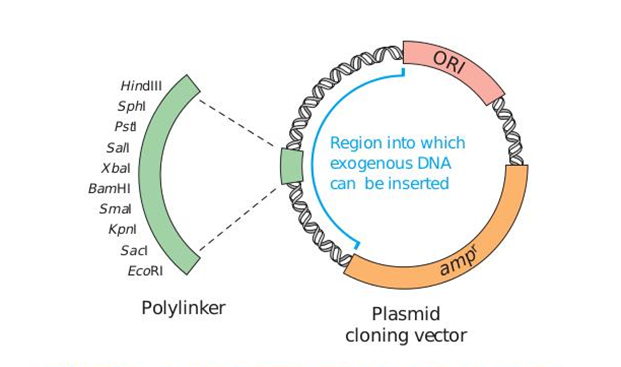 HindIII
SphI
PstI
SalI
XbaI
BamHI
SmaI
KpnI
SacI
EcoRI
Polylinker
ORI
Region into which
exogenous DNA
can be inserted
ampʳ
Plasmid
cloning vector